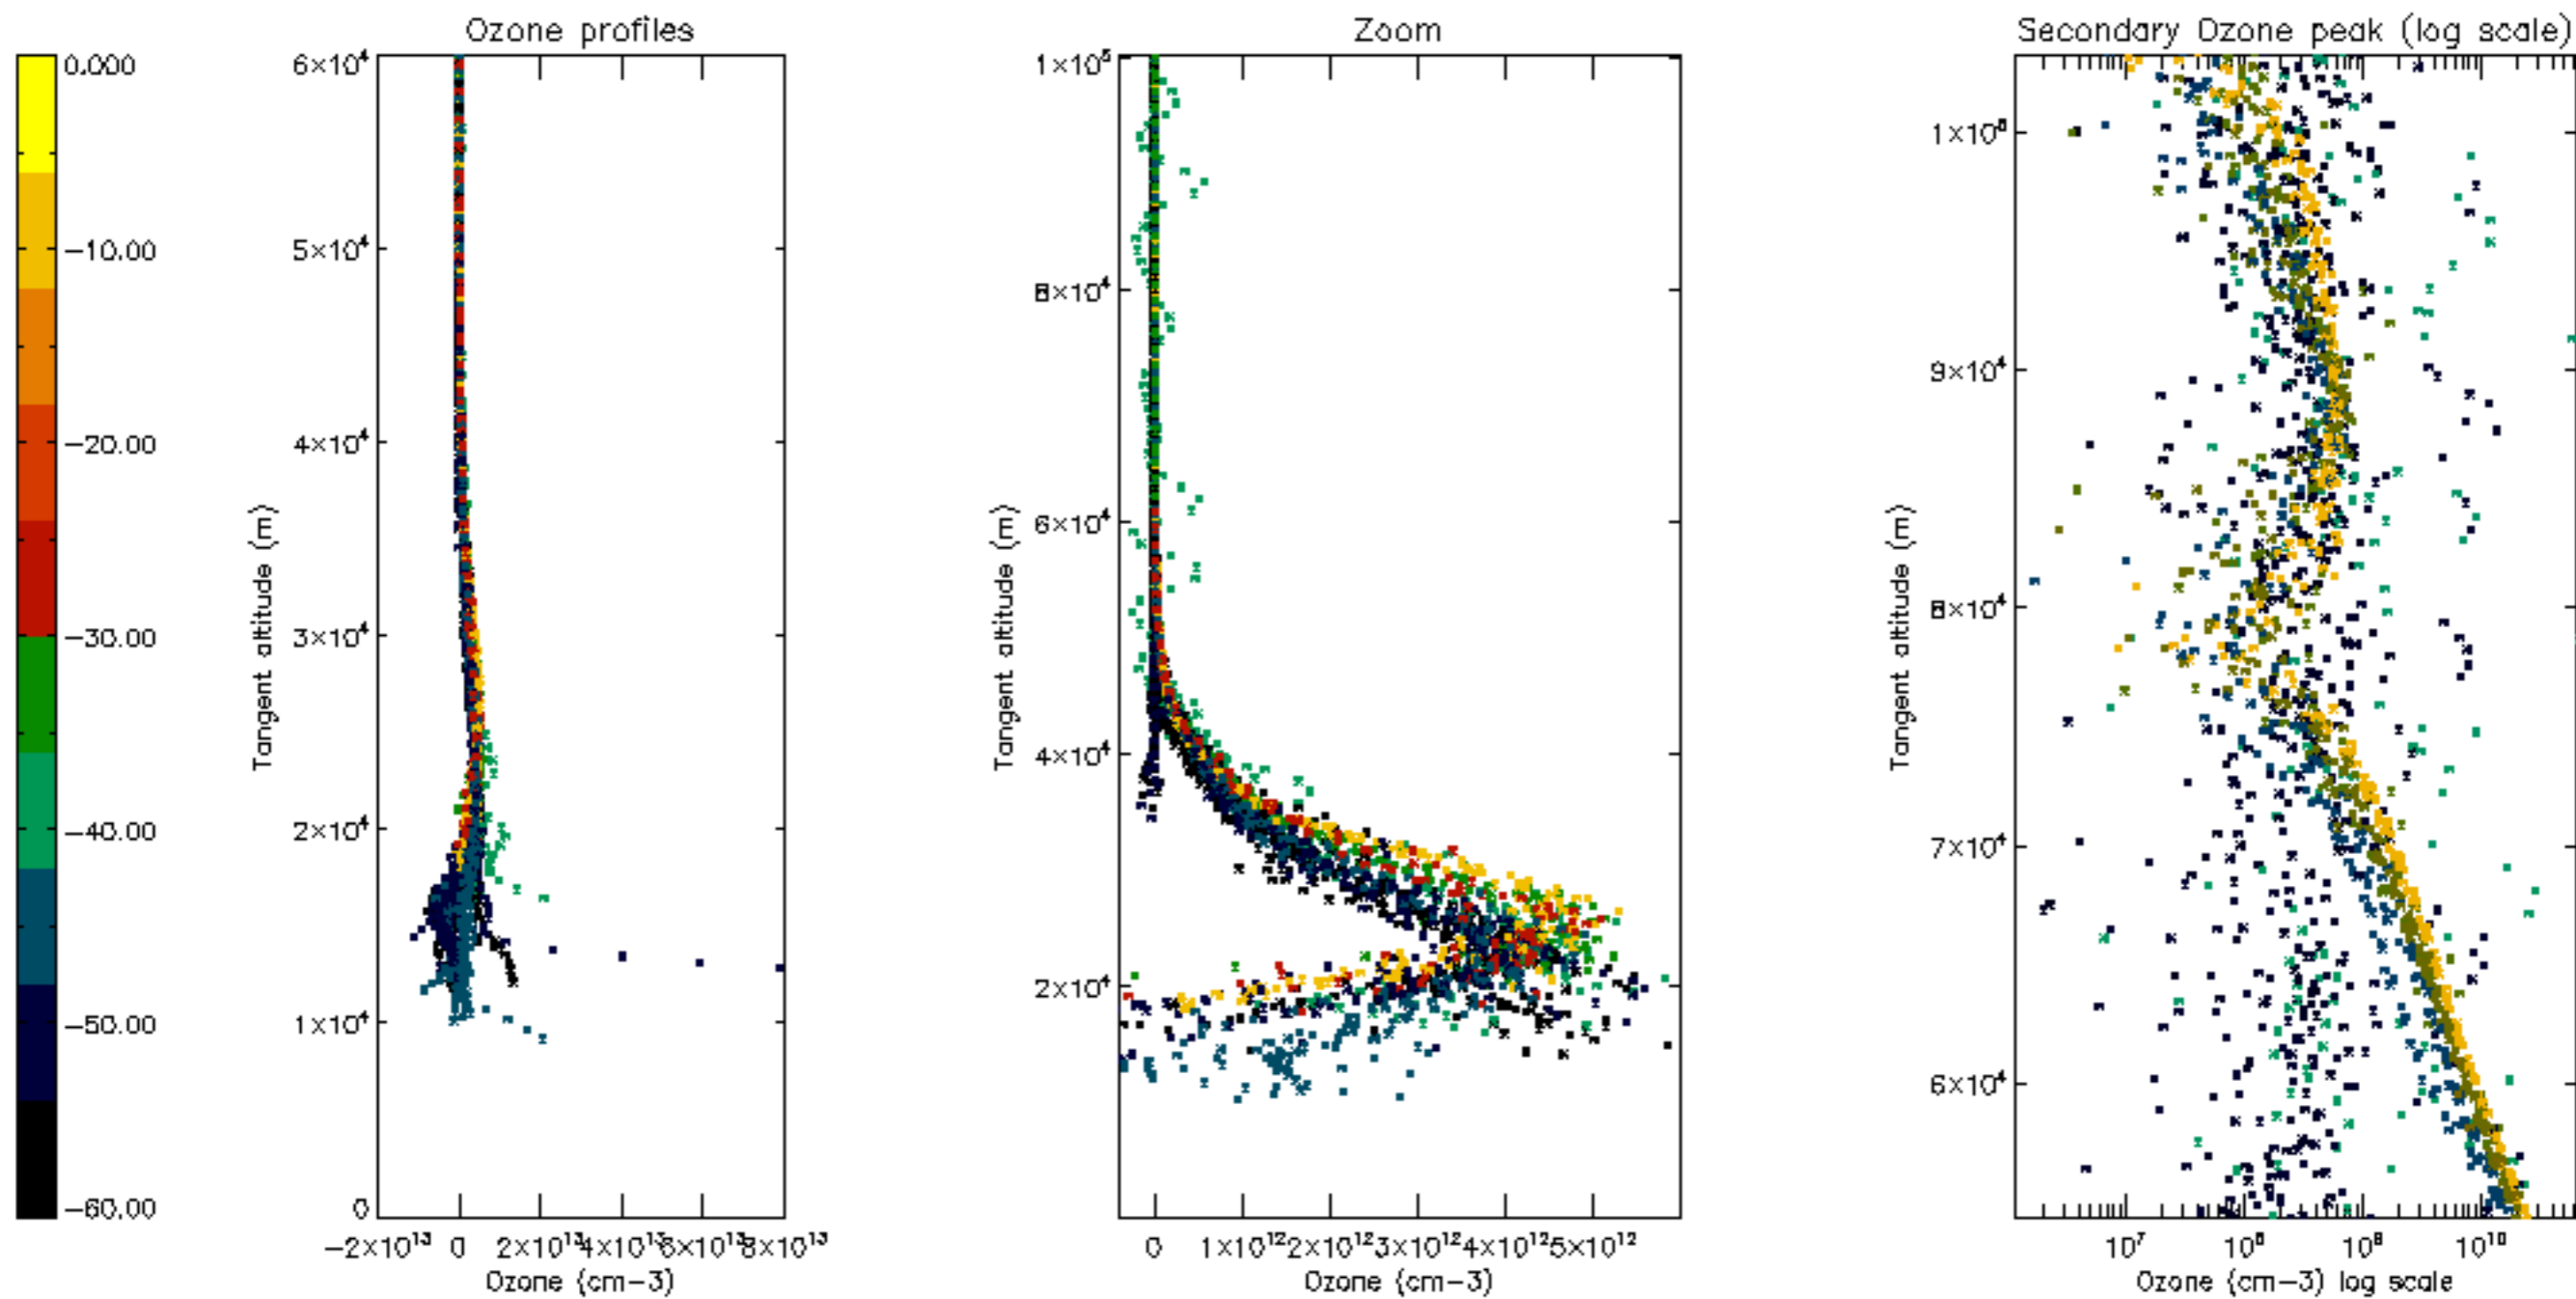 Ozone profiles
Zoom
Secondary Ozone peak (log scale)
0.000
−10.00
−20.00
−30.00
−40.00
−50.00
−60.00
6×10⁴
5×10⁴
4×10⁴
3×10⁴
2×10⁴
1×10⁴
0
Tangent altitude (m)
−2×10¹³ 0 2×10¹³ 4×10¹³ 6×10¹³ 8×10¹³
Ozone (cm−3)
1×10⁵
8×10⁴
6×10⁴
4×10⁴
2×10⁴
Tangent altitude (m)
0 1×10¹² 2×10¹² 3×10¹² 4×10¹² 5×10¹²
Ozone (cm−3)
1×10⁵
9×10⁴
8×10⁴
7×10⁴
6×10⁴
Tangent altitude (m)
10⁷ 10⁸ 10⁹ 10¹⁰
Ozone (cm−3) log scale